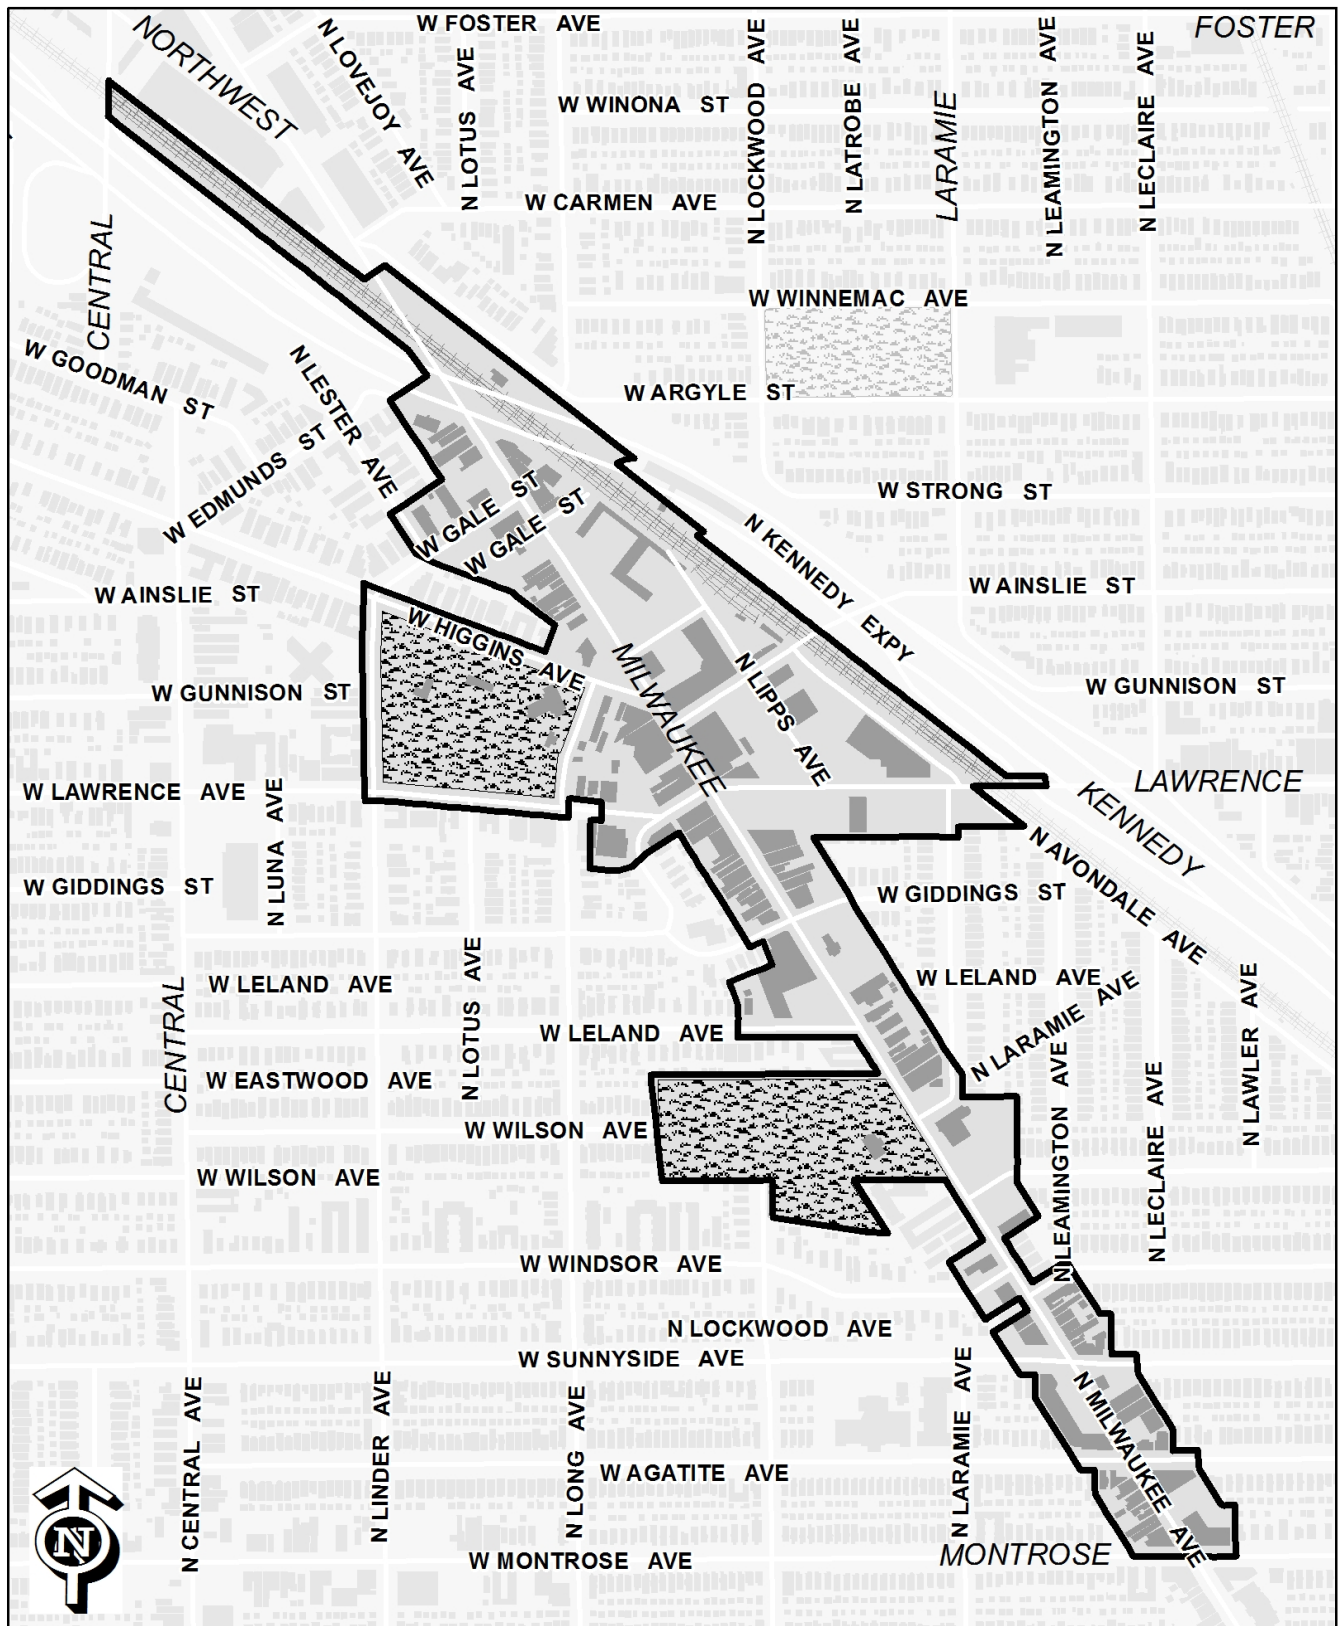 W FOSTER AVE
FOSTER
NORTHWEST
N LOVEJOY AVE
N LOTUS AVE
W WINONA ST
N LOCKWOOD AVE
N LATROBE AVE
LARAMIE
N LEAMINGTON AVE
N LECLAIRE AVE
W CARMEN AVE
CENTRAL
W WINNEMAC AVE
W GOODMAN ST
N LESTER AVE
W ARGYLE ST
W EDMUNDS ST
W GALE ST
W GALE ST
W STRONG ST
N KENNEDY EXPY
W AINSLIE ST
W AINSLIE ST
W HIGGINS AVE
MILWAUKEE
N LIPPS AVE
W GUNNISON ST
W GUNNISON ST
W LAWRENCE AVE
LAWRENCE
KENNEDY
N LUNA AVE
N AVONDALE AVE
W GIDDINGS ST
W GIDDINGS ST
W LELAND AVE
W LELAND AVE
N LARAMIE AVE
N LAWLER AVE
CENTRAL
N LOTUS AVE
W LELAND AVE
W EASTWOOD AVE
W WILSON AVE
W WILSON AVE
N LEAMINGTON AVE
N LECLAIRE AVE
W WINDSOR AVE
N LOCKWOOD AVE
W SUNNYSIDE AVE
N CENTRAL AVE
N LINDER AVE
N LONG AVE
N LARAMIE AVE
N MILWAUKEE AVE
W AGATITE AVE
N
W MONTROSE AVE
MONTROSE